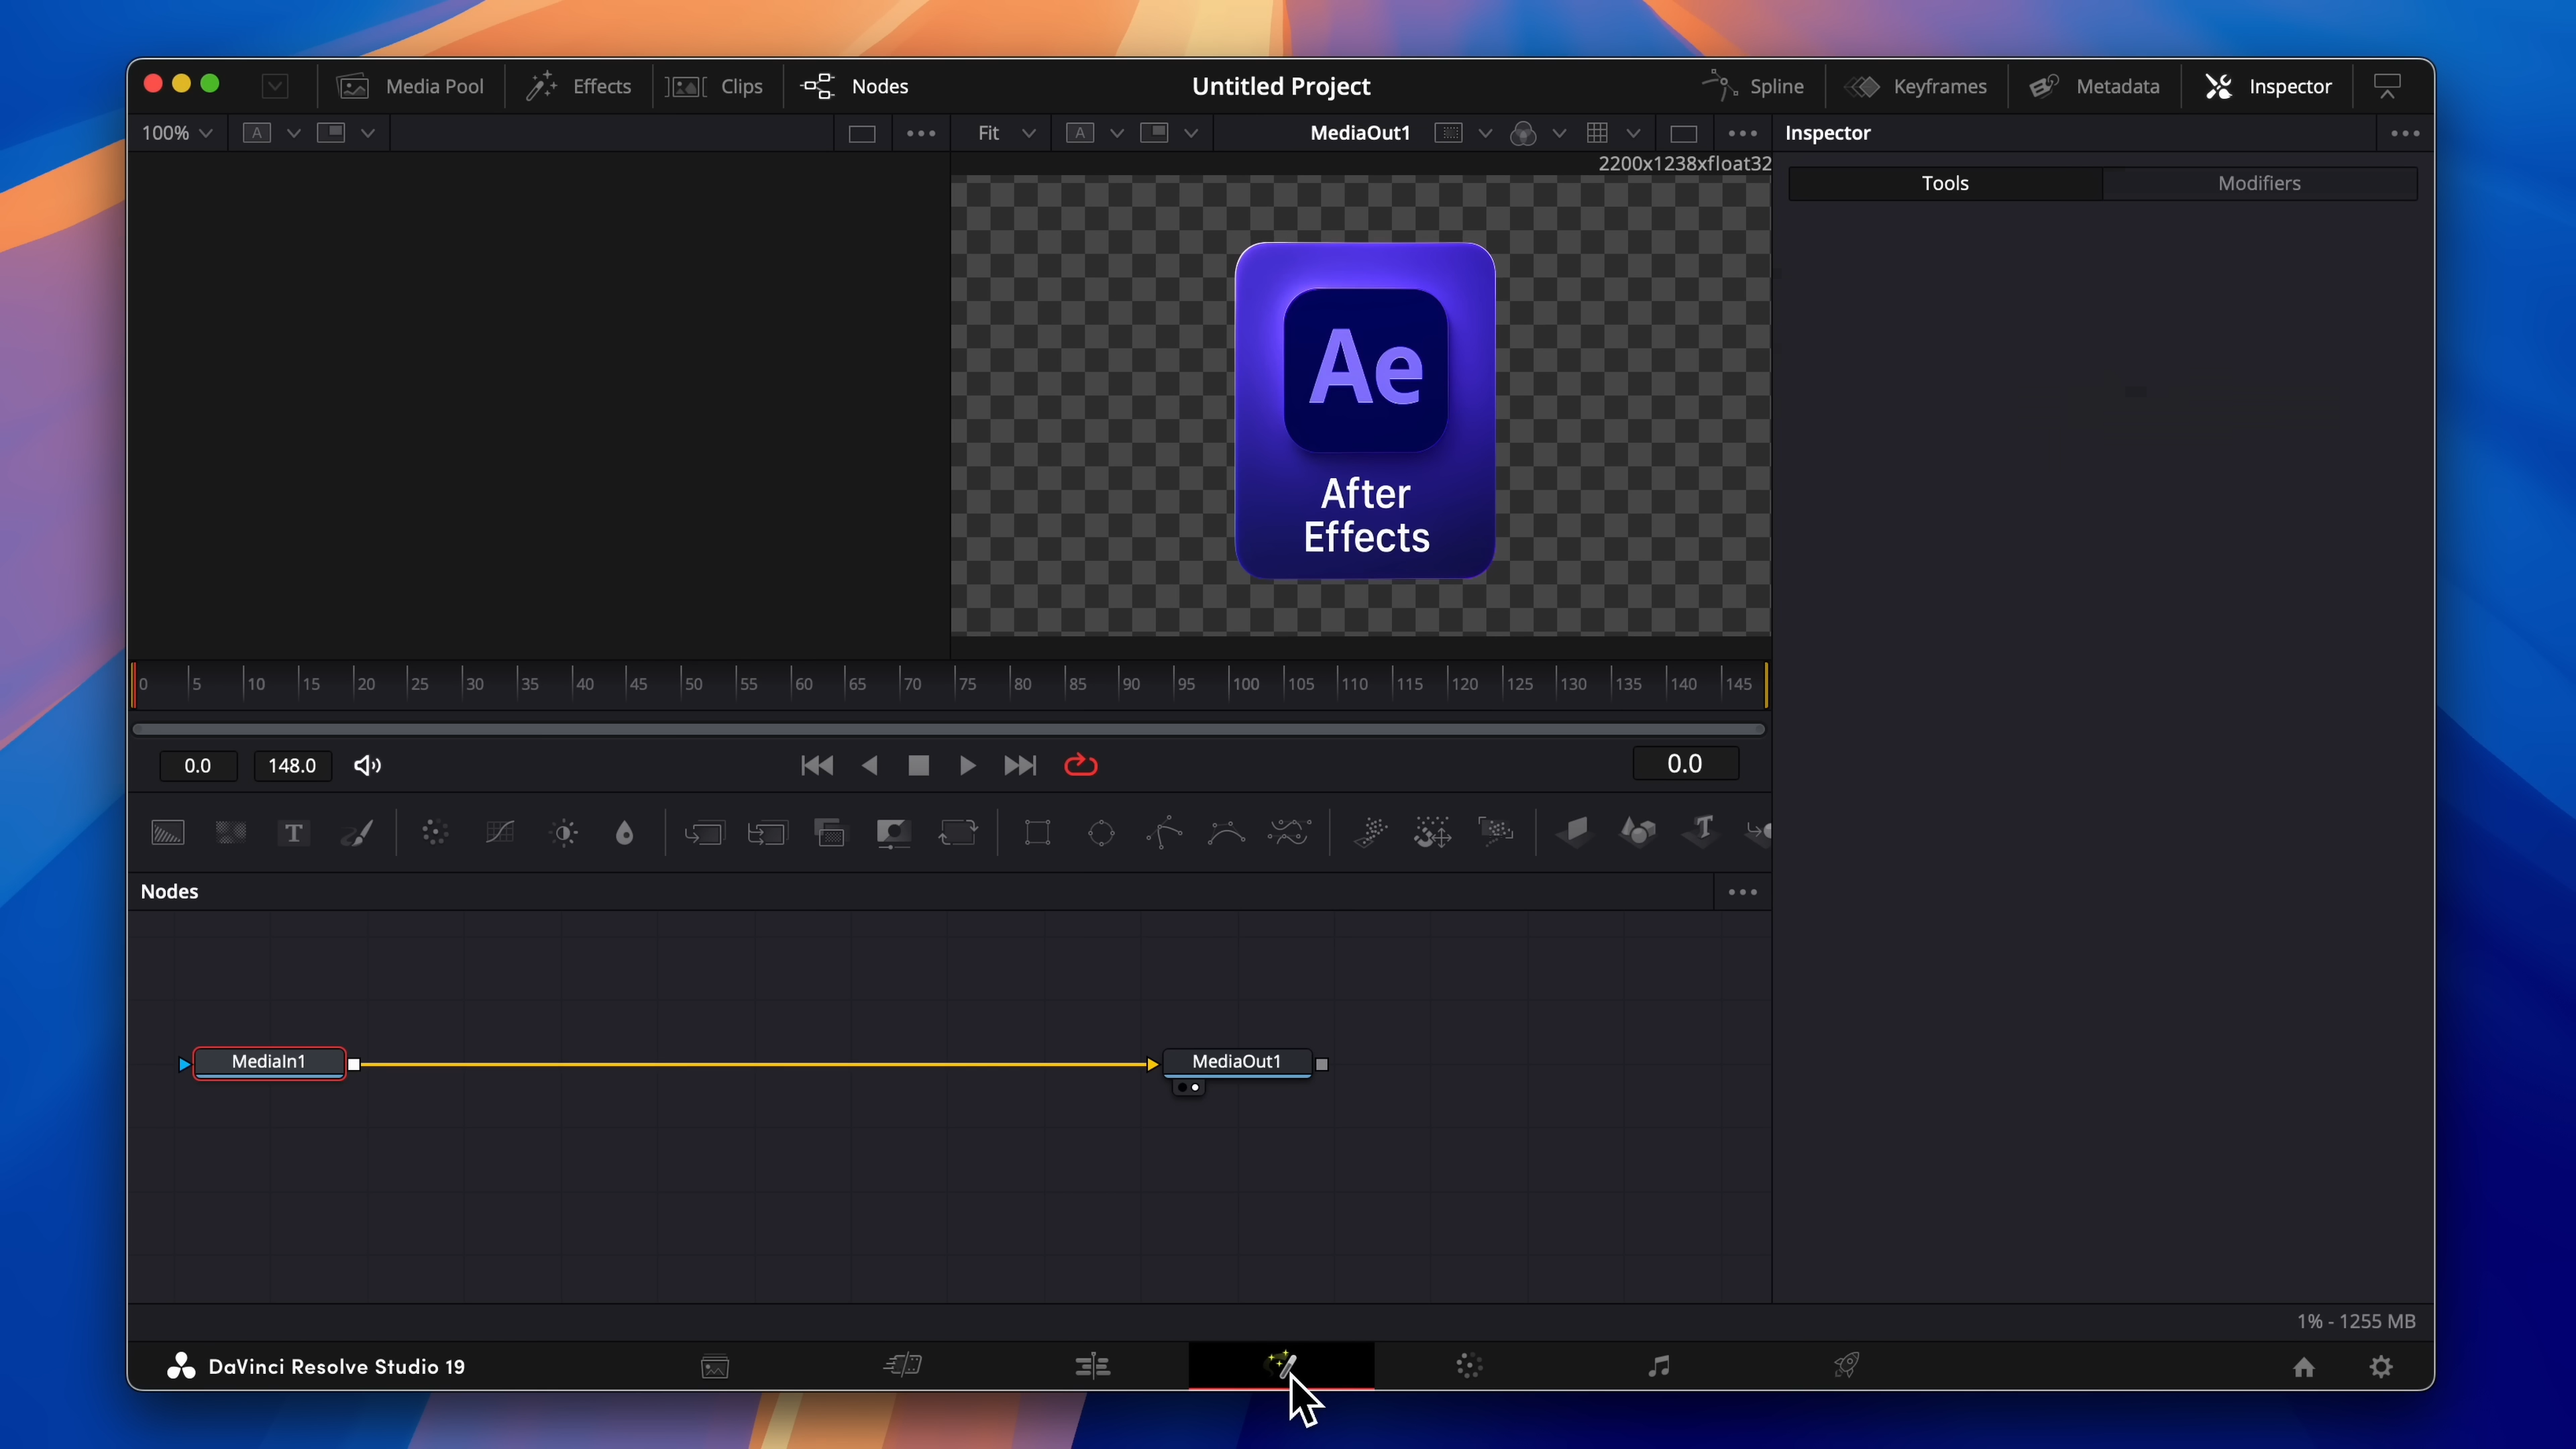 Media Pool
Effects
Clips
Nodes
Untitled Project
Spline
Keyframes
Metadata
Inspector
100%
A
Fit
A
MediaOut1
Inspector
2200x1238xfloat32
Tools
Modifiers
Ae
After
Effects
0 5 10 15 20 25 30 35 40 45 50 55 60 65 70 75 80 85 90 95 100 105 110 115 120 125 130 135 140 145
0.0
148.0
0.0
T
T
Nodes
MediaIn1
MediaOut1
1% - 1255 MB
DaVinci Resolve Studio 19